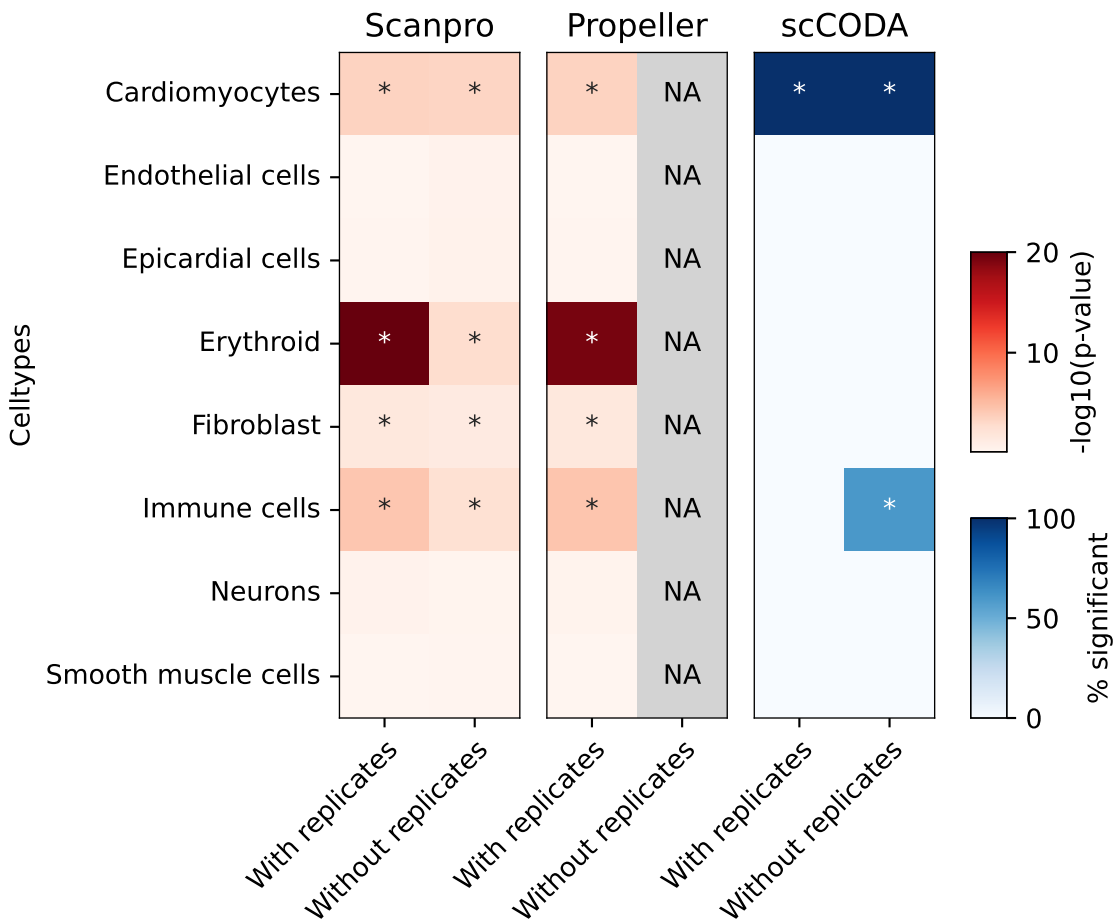 Scanpro Propeller scCODA
Cardiomyocytes * * * NA * *
Endothelial cells NA
Epicardial cells NA
Erythroid * * * NA
Fibroblast * * * NA
Immune cells * * * NA *
Neurons NA
Smooth muscle cells NA
Celltypes
With replicates
Without replicates
With replicates
Without replicates
With replicates
Without replicates
20
10
-log10(p-value)
100
50
0
% significant